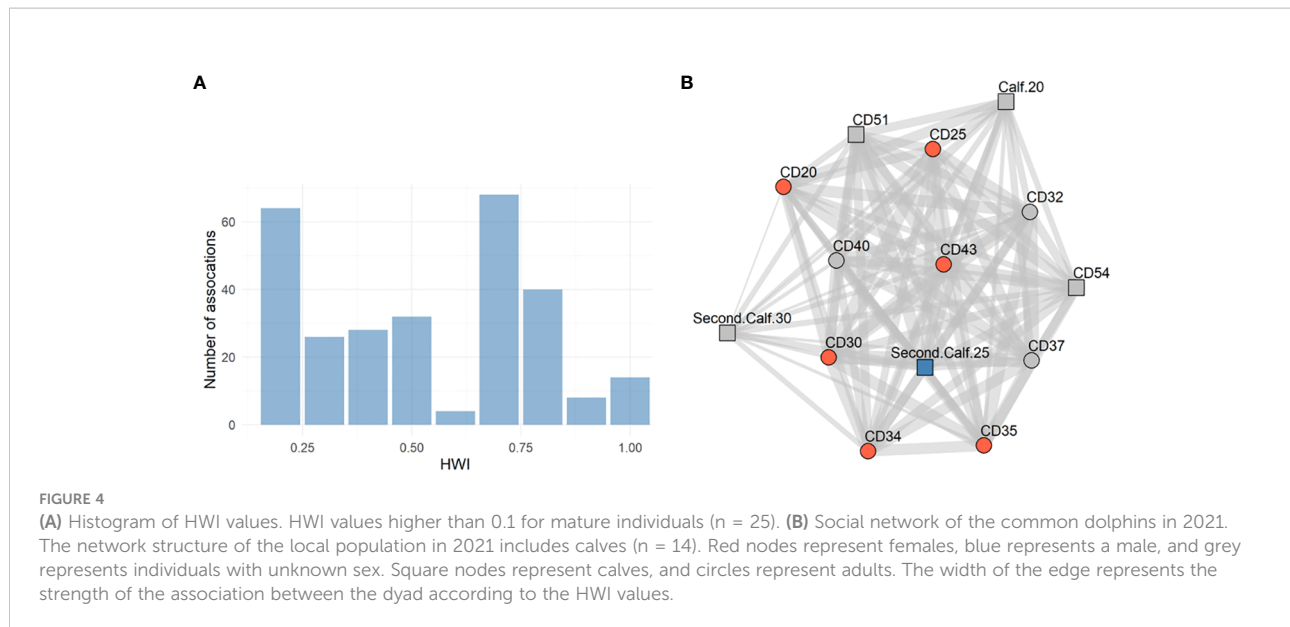 A
B
Number of assocations
60
40
20
0
0.25
0.50
0.75
1.00
HWI
Calf.20
CD51
CD25
CD20
CD32
CD40
CD43
CD54
Second.Calf.30
CD30
Second.Calf.25
CD37
CD34
CD35
FIGURE 4
(A) Histogram of HWI values. HWI values higher than 0.1 for mature individuals (n = 25). (B) Social network of the common dolphins in 2021.
The network structure of the local population in 2021 includes calves (n = 14). Red nodes represent females, blue represents a male, and grey
represents individuals with unknown sex. Square nodes represent calves, and circles represent adults. The width of the edge represents the
strength of the association between the dyad according to the HWI values.